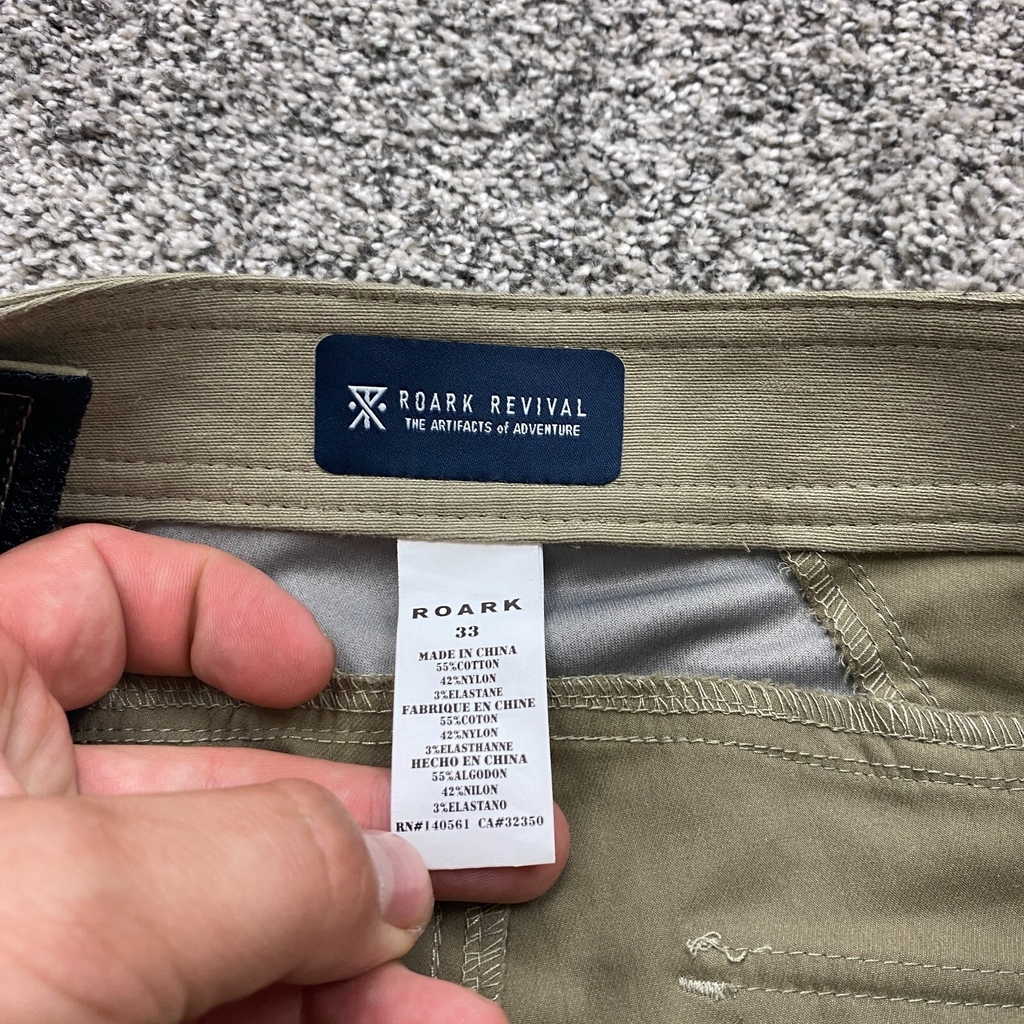 ROARK REVIVAL
THE ARTIFACTS of ADVENTURE
ROARK
33
MADE IN CHINA
55%COTTON
42%NYLON
3%ELASTANE
FABRIQUE EN CHINE
55%COTON
42%NYLON
3%ELASTHANNE
HECHO EN CHINA
55%ALGODON
42%NILON
3%ELASTANO
RN#140561 CA#32350